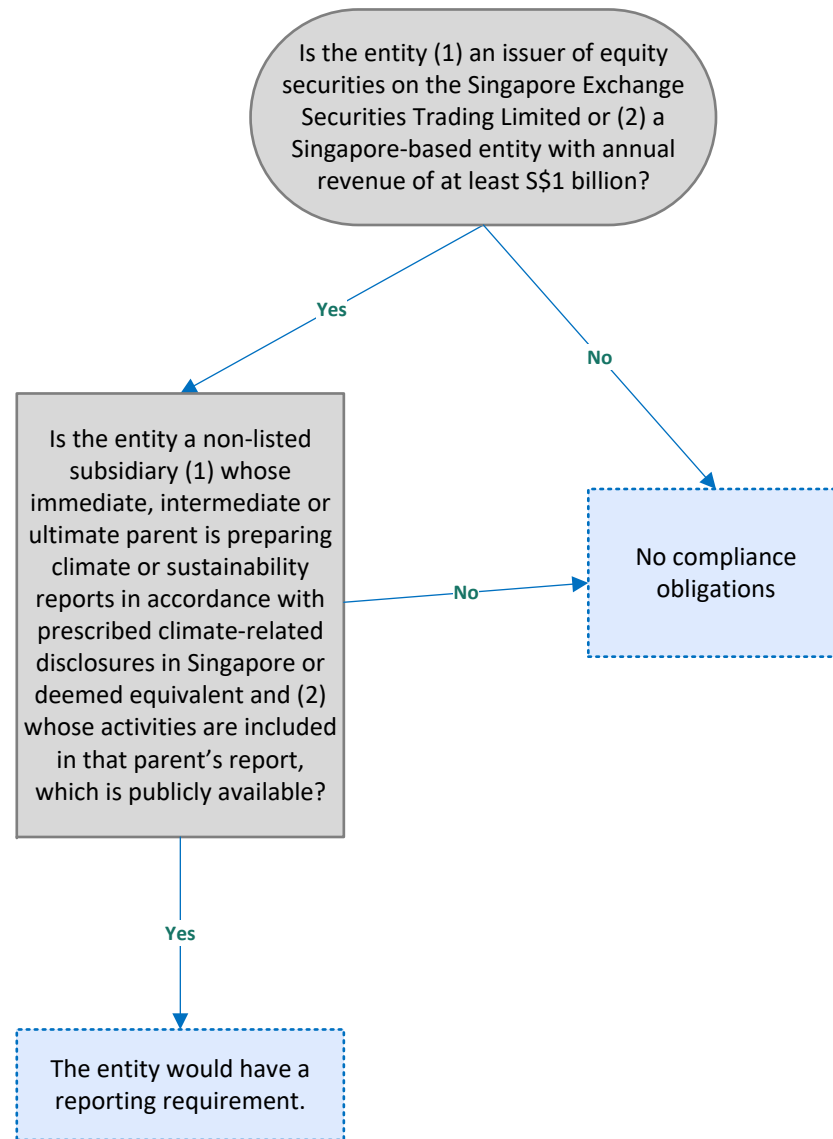 Is the entity (1) an issuer of equity
securities on the Singapore Exchange
Securities Trading Limited or (2) a
Singapore-based entity with annual
revenue of at least S$1 billion?
Yes
No
Is the entity a non-listed
subsidiary (1) whose
immediate, intermediate or
ultimate parent is preparing
climate or sustainability
reports in accordance with
prescribed climate-related
disclosures in Singapore or
deemed equivalent and (2)
whose activities are included
in that parent’s report,
which is publicly available?
No
No compliance
obligations
Yes
The entity would have a
reporting requirement.